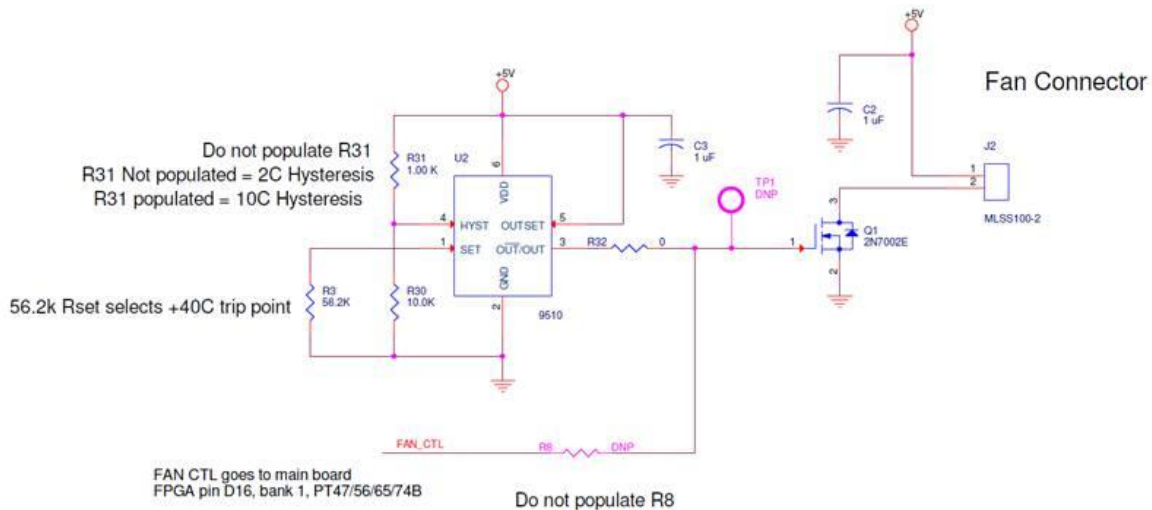 +5V
Fan Connector
C2
1 uF
+5V
Do not populate R31
R31 Not populated = 2C Hysteresis
R31 populated = 10C Hysteresis
R31
1.00 K
U2
6
VDD
C3
1 uF
J2
1
2
MLSS100-2
TP1
DNP
4
HYST
OUTSET
5
1
SET
OUT/OUT
3
R32
0
1
3
Q1
2N7002E
2
GND
2
9510
56.2k Rset selects +40C trip point
R3
56.2K
R30
10.0K
FAN_CTL
R8
DNP
FAN CTL goes to main board
FPGA pin D16, bank 1, PT47/56/65/74B
Do not populate R8